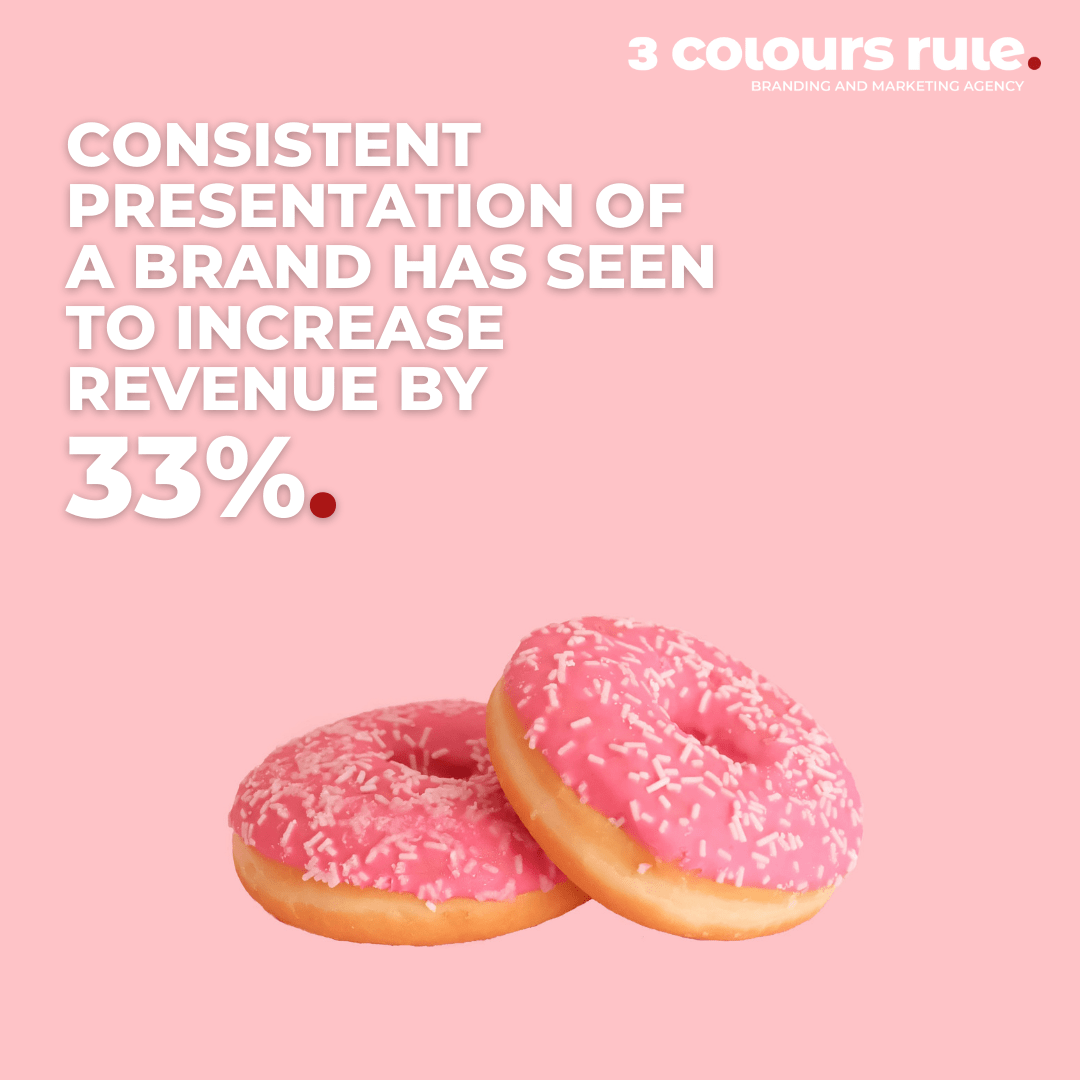 3 colours rule.
BRANDING AND MARKETING AGENCY
CONSISTENT
PRESENTATION OF
A BRAND HAS SEEN
TO INCREASE
REVENUE BY
33%.